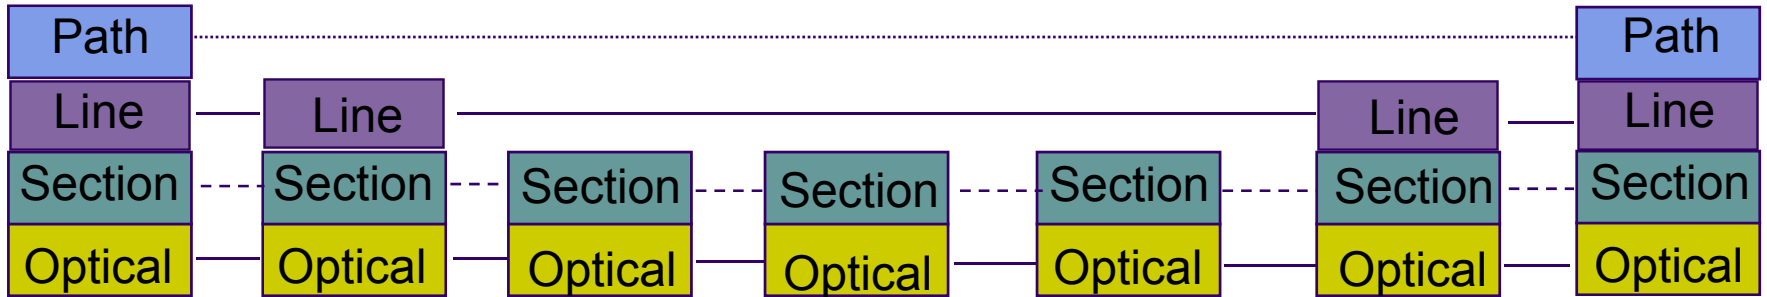 Path Path
Line Line Line Line
Section Section Section Section Section Section Section
Optical Optical Optical Optical Optical Optical Optical